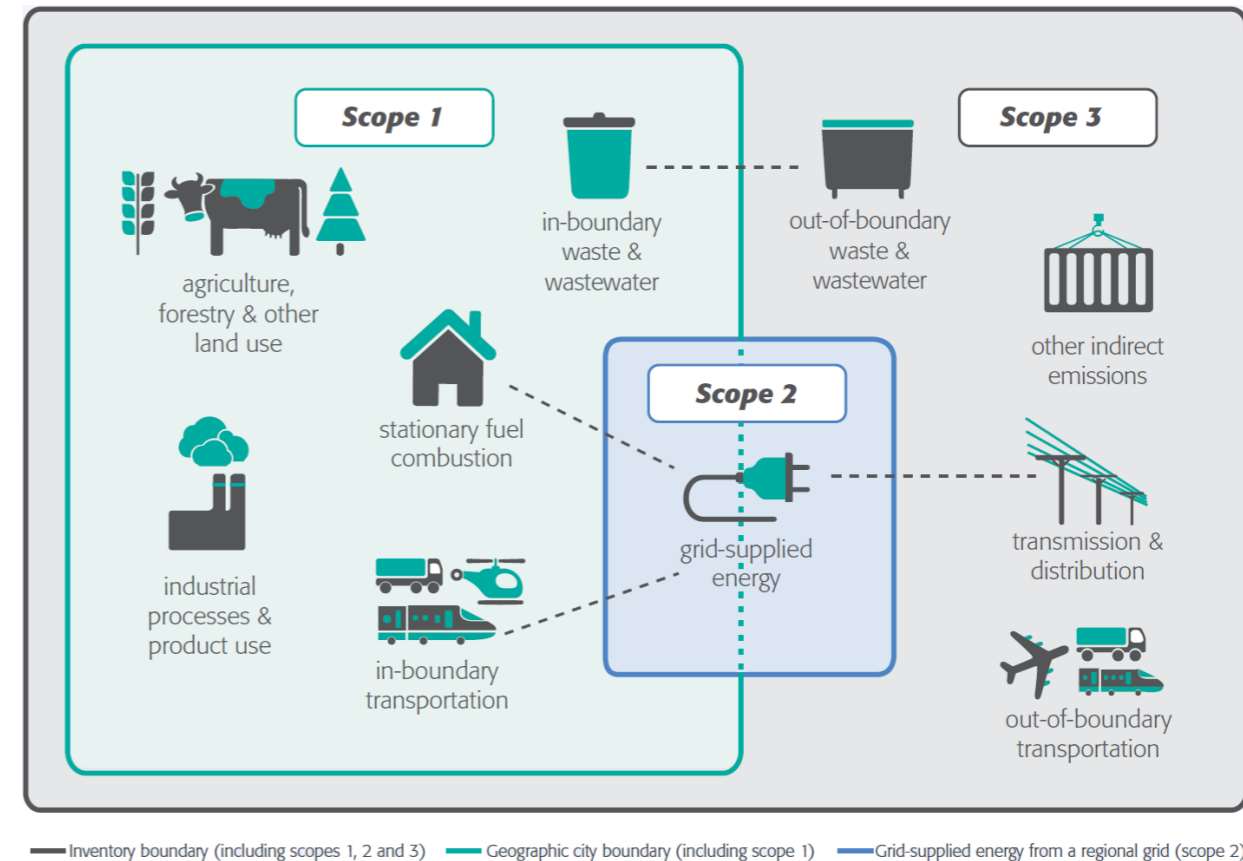 Scope 1
Scope 3
in-boundary
waste &
wastewater
out-of-boundary
waste &
wastewater
agriculture,
forestry & other
land use
other indirect
emissions
Scope 2
stationary fuel
combustion
grid-supplied
energy
transmission &
distribution
industrial
processes &
product use
in-boundary
transportation
out-of-boundary
transportation
Inventory boundary (including scopes 1, 2 and 3) Geographic city boundary (including scope 1) Grid-supplied energy from a regional grid (scope 2)